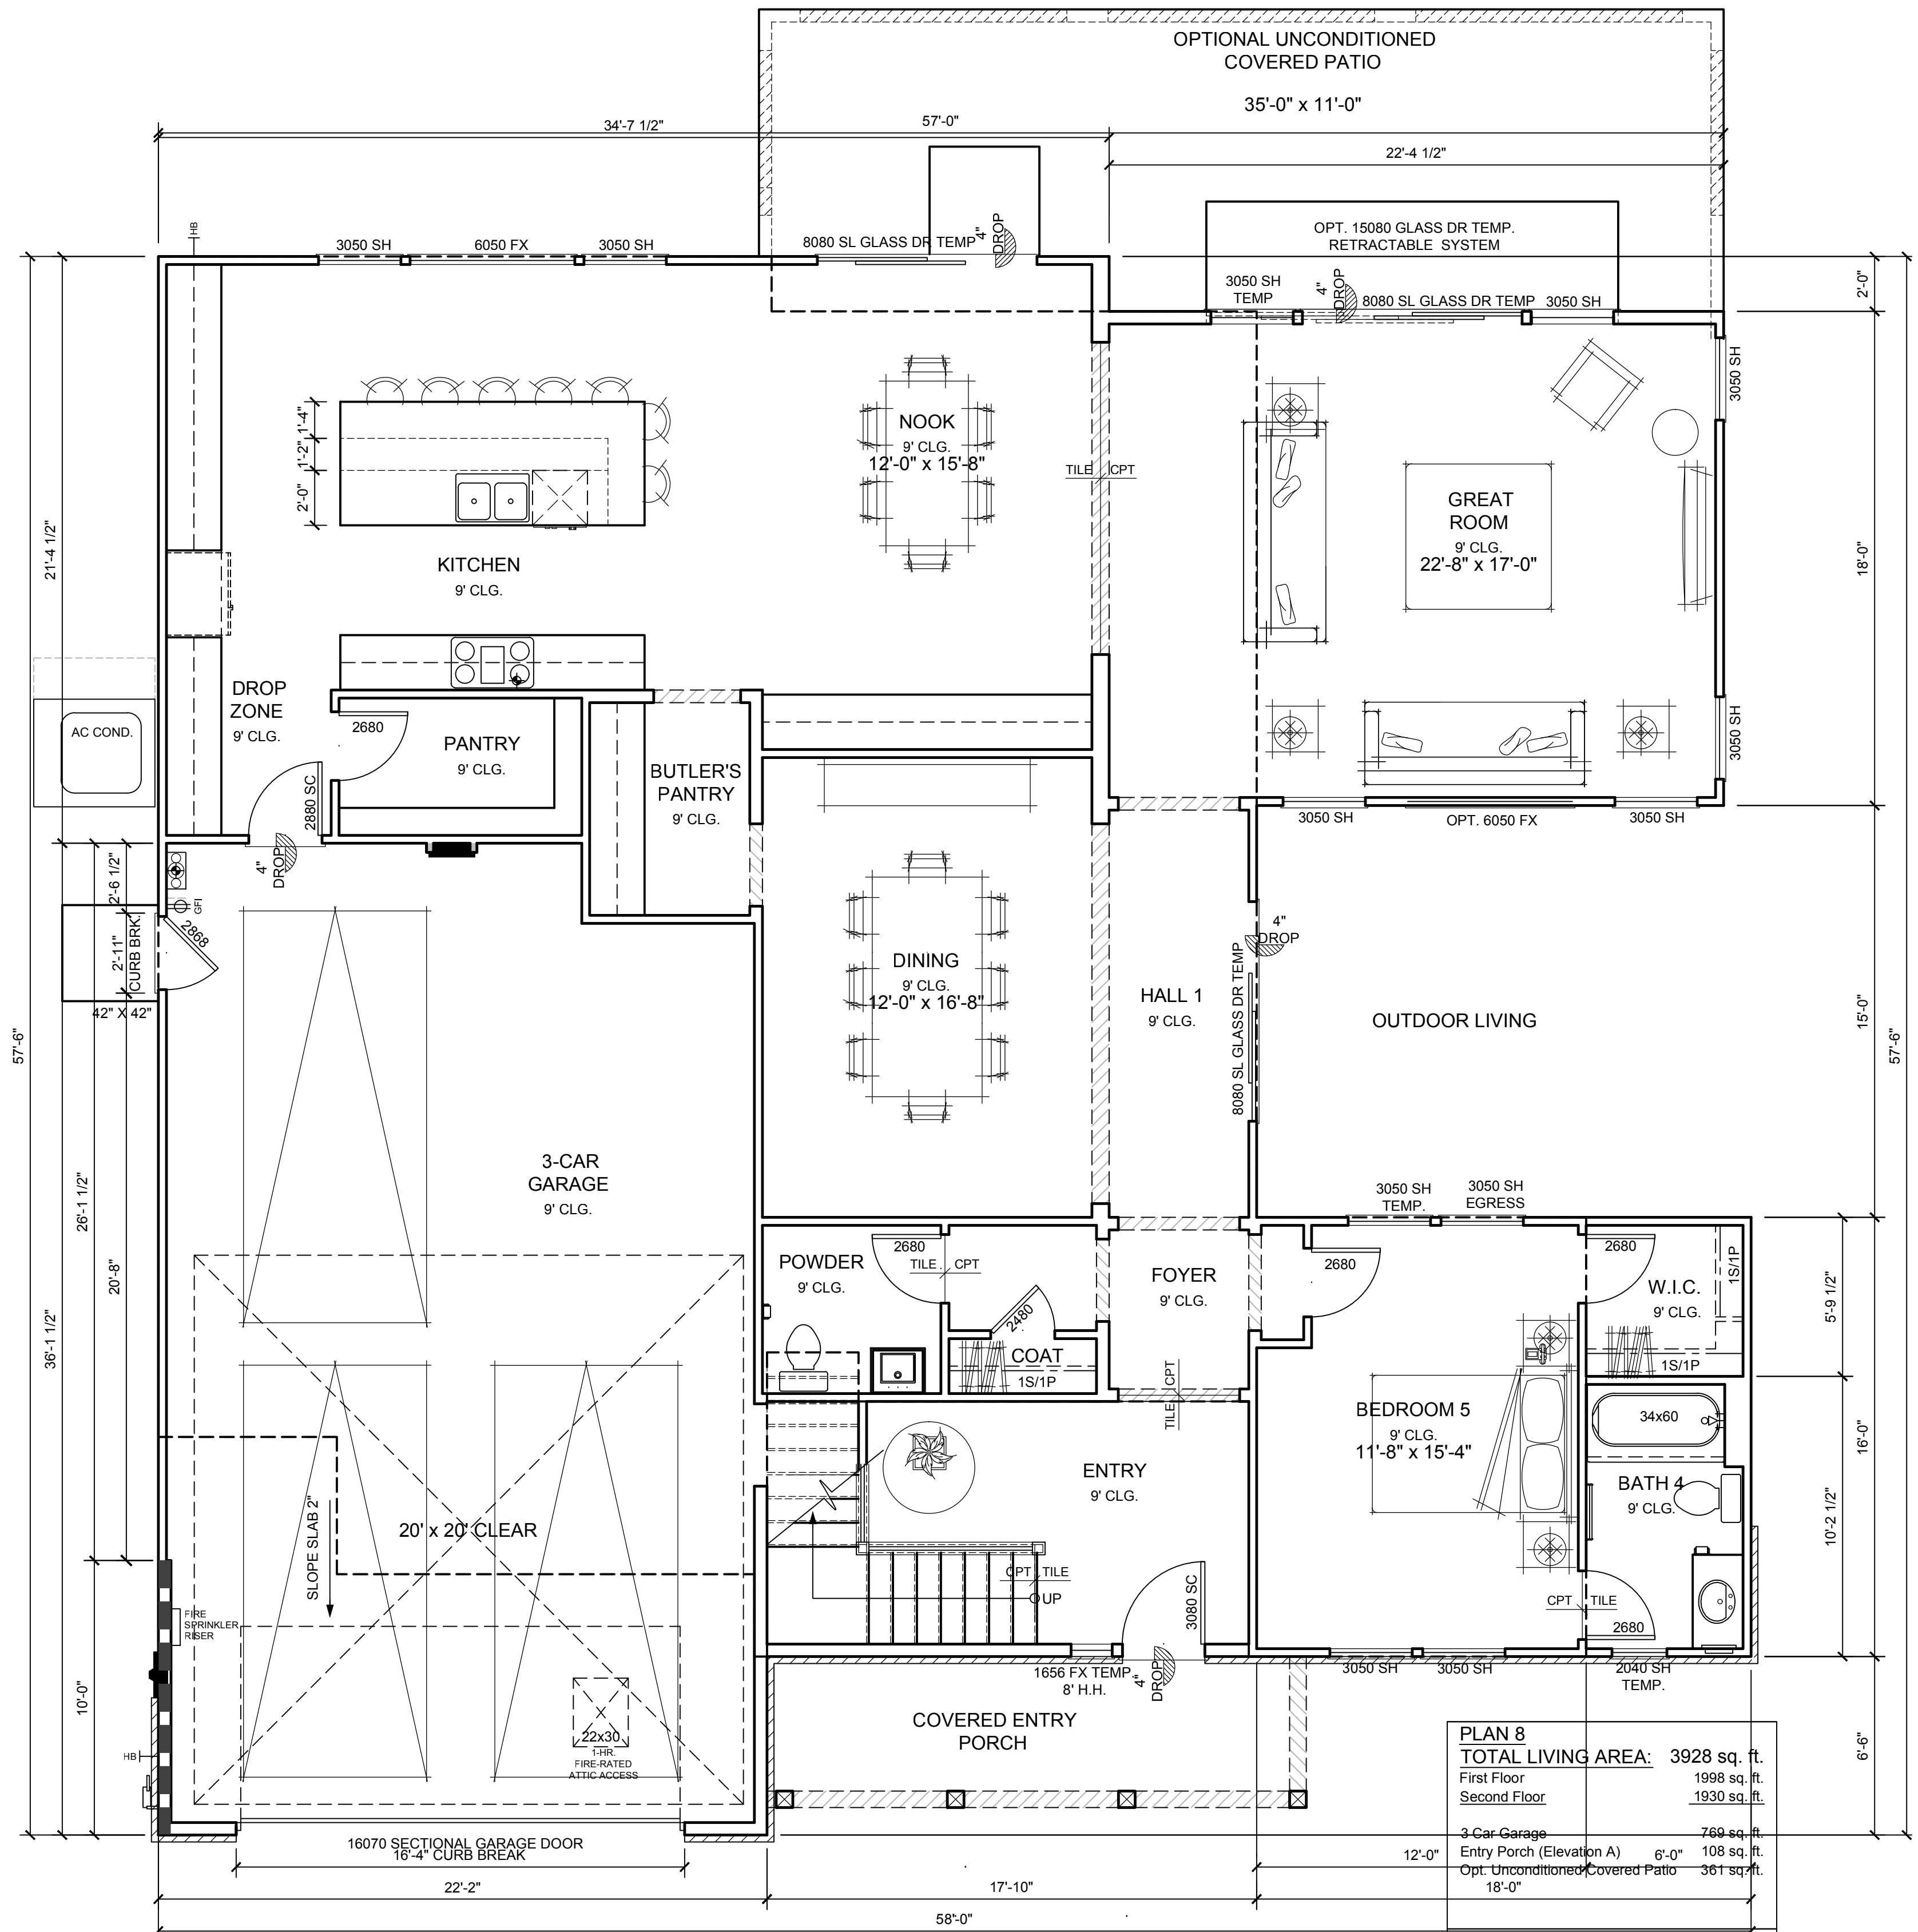 OPTIONAL UNCONDITIONED
COVERED PATIO
35'-0" x 11'-0"
34'-7 1/2"
57'-0"
22'-4 1/2"
HB
3050 SH
6050 FX
3050 SH
8080 SL GLASS DR TEMP
4"
DROP
OPT. 15080 GLASS DR TEMP.
RETRACTABLE SYSTEM
3050 SH
TEMP
4"
DROP
8080 SL GLASS DR TEMP
3050 SH
2'-0"
3050 SH
1'-4"
1'-2"
2'-0"
NOOK
9' CLG.
12'-0" x 15'-8"
TILE
CPT
GREAT
ROOM
9' CLG.
22'-8" x 17'-0"
21'-4 1/2"
18'-0"
KITCHEN
9' CLG.
DROP
ZONE
9' CLG.
AC COND.
2680
PANTRY
9' CLG.
2880 SC
BUTLER'S
PANTRY
9' CLG.
3050 SH
3050 SH
OPT. 6050 FX
3050 SH
4"
DROP
2'-6 1/2"
GFI
2868
2'-11"
CURB BRK.
42" X 42"
DINING
9' CLG.
12'-0" x 16'-8"
HALL 1
9' CLG.
4"
DROP
8080 SL GLASS DR TEMP
OUTDOOR LIVING
15'-0"
57'-6"
57'-6"
3-CAR
GARAGE
9' CLG.
26'-1 1/2"
20'-8"
36'-1 1/2"
3050 SH
TEMP.
3050 SH
EGRESS
POWDER
9' CLG.
2680
TILE
CPT
FOYER
9' CLG.
2680
2680
W.I.C.
9' CLG.
1S/1P
1S/1P
5'-9 1/2"
2480
COAT
1S/1P
TILE
CPT
BEDROOM 5
9' CLG.
11'-8" x 15'-4"
34x60
16'-0"
ENTRY
9' CLG.
BATH 4
9' CLG.
10'-2 1/2"
20' x 20' CLEAR
SLOPE SLAB 2"
CPT
TILE
UP
3080 SC
CPT
TILE
2680
FIRE
SPRINKLER
RISER
10'-0"
1656 FX TEMP.
8' H.H.
4"
DROP
3050 SH
3050 SH
2040 SH
TEMP.
COVERED ENTRY
PORCH
22x30
1-HR.
FIRE-RATED
ATTIC ACCESS
HB
6'-6"
PLAN 8
TOTAL LIVING AREA: 3928 sq. ft.
First Floor 1998 sq. ft.
Second Floor 1930 sq. ft.
3 Car Garage 769 sq. ft.
Entry Porch (Elevation A) 108 sq. ft.
Opt. Unconditioned Covered Patio 361 sq. ft.
16070 SECTIONAL GARAGE DOOR
16'-4" CURB BREAK
12'-0"
6'-0"
22'-2"
17'-10"
18'-0"
58'-0"